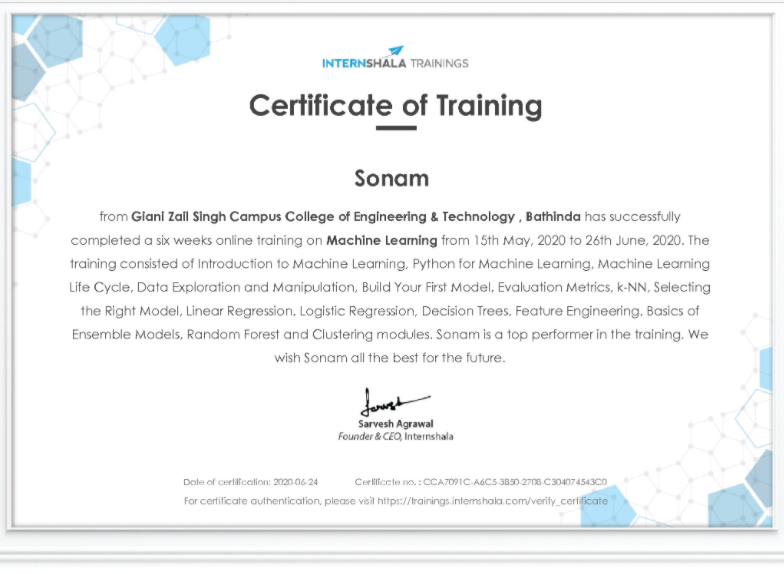 INTERNSHALA TRAININGS
Certificate of Training
Sonam
from Giani Zail Singh Campus College of Engineering & Technology , Bathinda has successfully
completed a six weeks online training on Machine Learning from 15th May, 2020 to 26th June, 2020. The
training consisted of Introduction to Machine Learning, Python for Machine Learning, Machine Learning
Life Cycle, Data Exploration and Manipulation, Build Your First Model, Evaluation Metrics, k-NN, Selecting
the Right Model, Linear Regression, Logistic Regression, Decision Trees, Feature Engineering, Basics of
Ensemble Models, Random Forest and Clustering modules. Sonam is a top performer in the training. We
wish Sonam all the best for the future.
Sarvesh Agrawal
Founder & CEO, Internshala
Date of certification: 2020-06-24 Certificate no. : CCA7091C-A6C5-3850-2708-C304074543C0
For certificate authentication, please visit https://trainings.internshala.com/verify_certificate